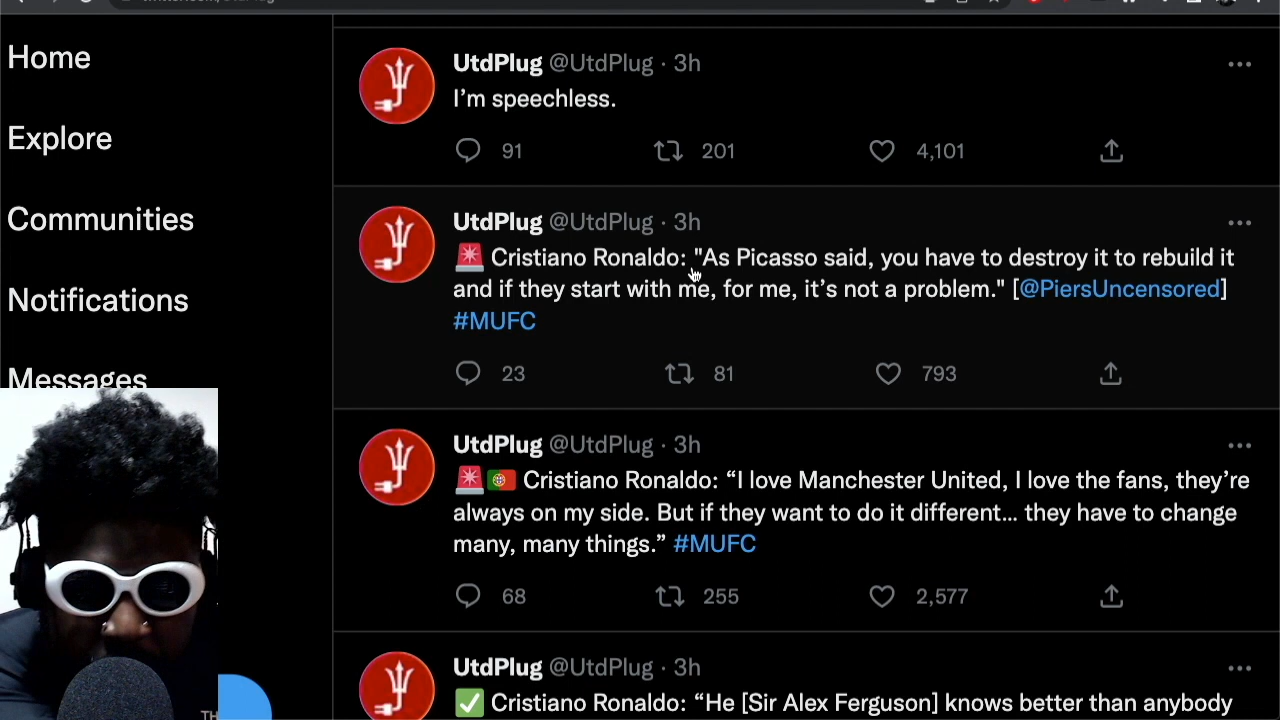 Home
Explore
Communities
Notifications
Messages
UtdPlug @UtdPlug · 3h
I’m speechless.
91 201 4,101
UtdPlug @UtdPlug · 3h
🚨 Cristiano Ronaldo: "As Picasso said, you have to destroy it to rebuild it
and if they start with me, for me, it’s not a problem." [@PiersUncensored]
#MUFC
23 81 793
UtdPlug @UtdPlug · 3h
🚨🇵🇹 Cristiano Ronaldo: “I love Manchester United, I love the fans, they’re
always on my side. But if they want to do it different… they have to change
many, many things.” #MUFC
68 255 2,577
UtdPlug @UtdPlug · 3h
✅ Cristiano Ronaldo: “He [Sir Alex Ferguson] knows better than anybody